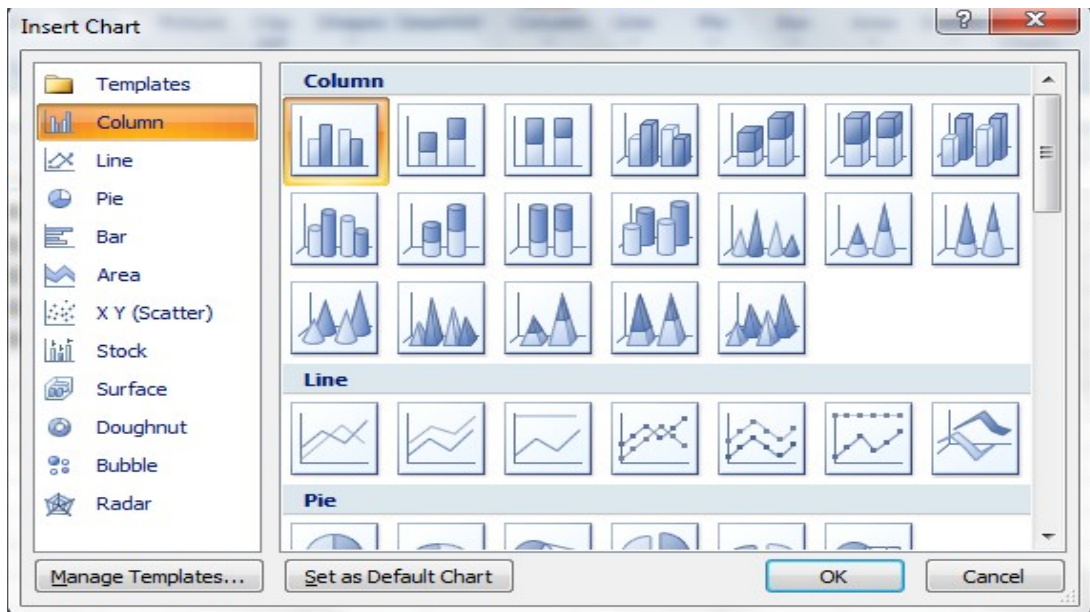 Insert Chart
?
X
Templates
Column
Line
Pie
Bar
Area
X Y (Scatter)
Stock
Surface
Doughnut
Bubble
Radar
Column
Line
Pie
Manage Templates...
Set as Default Chart
OK
Cancel